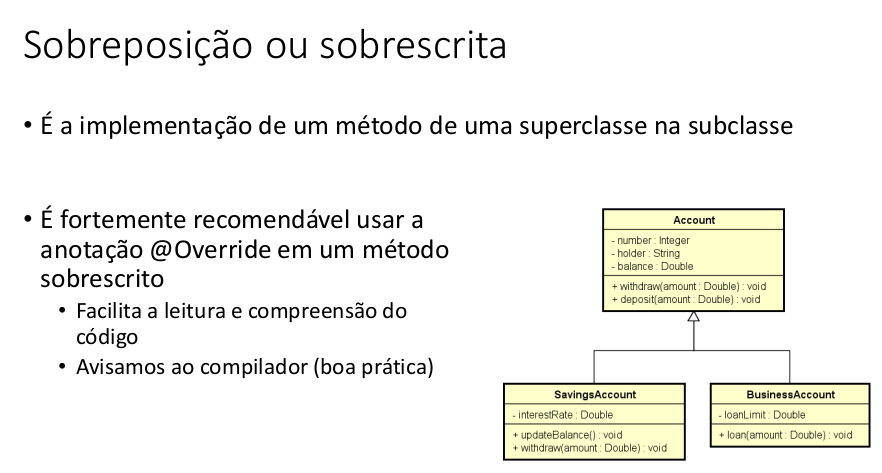 Sobreposição ou sobrescrita
• É a implementação de um método de uma superclasse na subclasse
• É fortemente recomendável usar a
anotação @Override em um método
sobrescrito
• Facilita a leitura e compreensão do
código
• Avisamos ao compilador (boa prática)
Account
- number : Integer
- holder : String
- balance : Double
+ withdraw(amount : Double) : void
+ deposit(amount : Double) : void
SavingsAccount
- interestRate : Double
+ updateBalance() : void
+ withdraw(amount : Double) : void
BusinessAccount
- loanLimit : Double
+ loan(amount : Double) : void